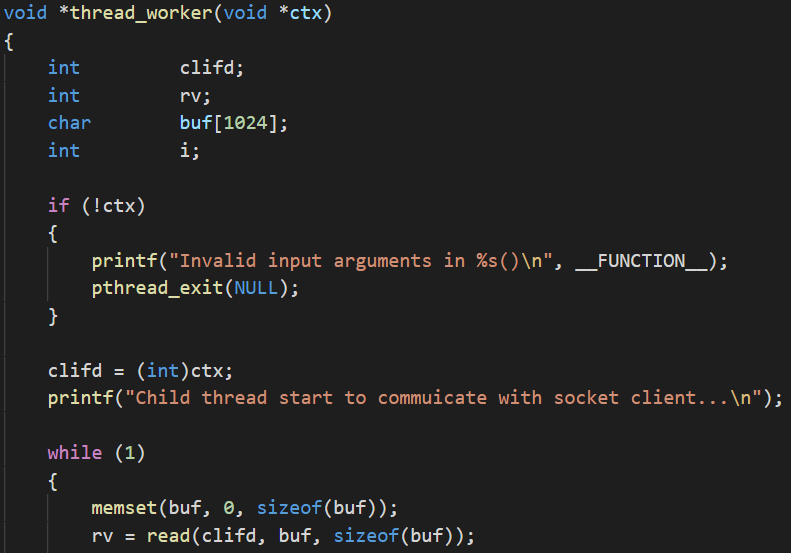 void *thread_worker(void *ctx)
{
    int         clifd;
    int         rv;
    char        buf[1024];
    int         i;

    if (!ctx)
    {
        printf("Invalid input arguments in %s()\n", __FUNCTION__);
        pthread_exit(NULL);
    }

    clifd = (int)ctx;
    printf("Child thread start to commuicate with socket client...\n");

    while (1)
    {
        memset(buf, 0, sizeof(buf));
        rv = read(clifd, buf, sizeof(buf));